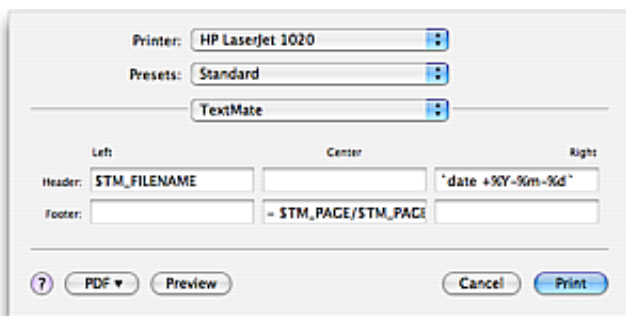 Printer: HP LaserJet 1020
Presets: Standard
TextMate
Left Center Right
Header: $TM_FILENAME `date +%Y-%m-%d`
Footer: - $TM_PAGE/$TM_PAGE
? PDF ▼ Preview Cancel Print